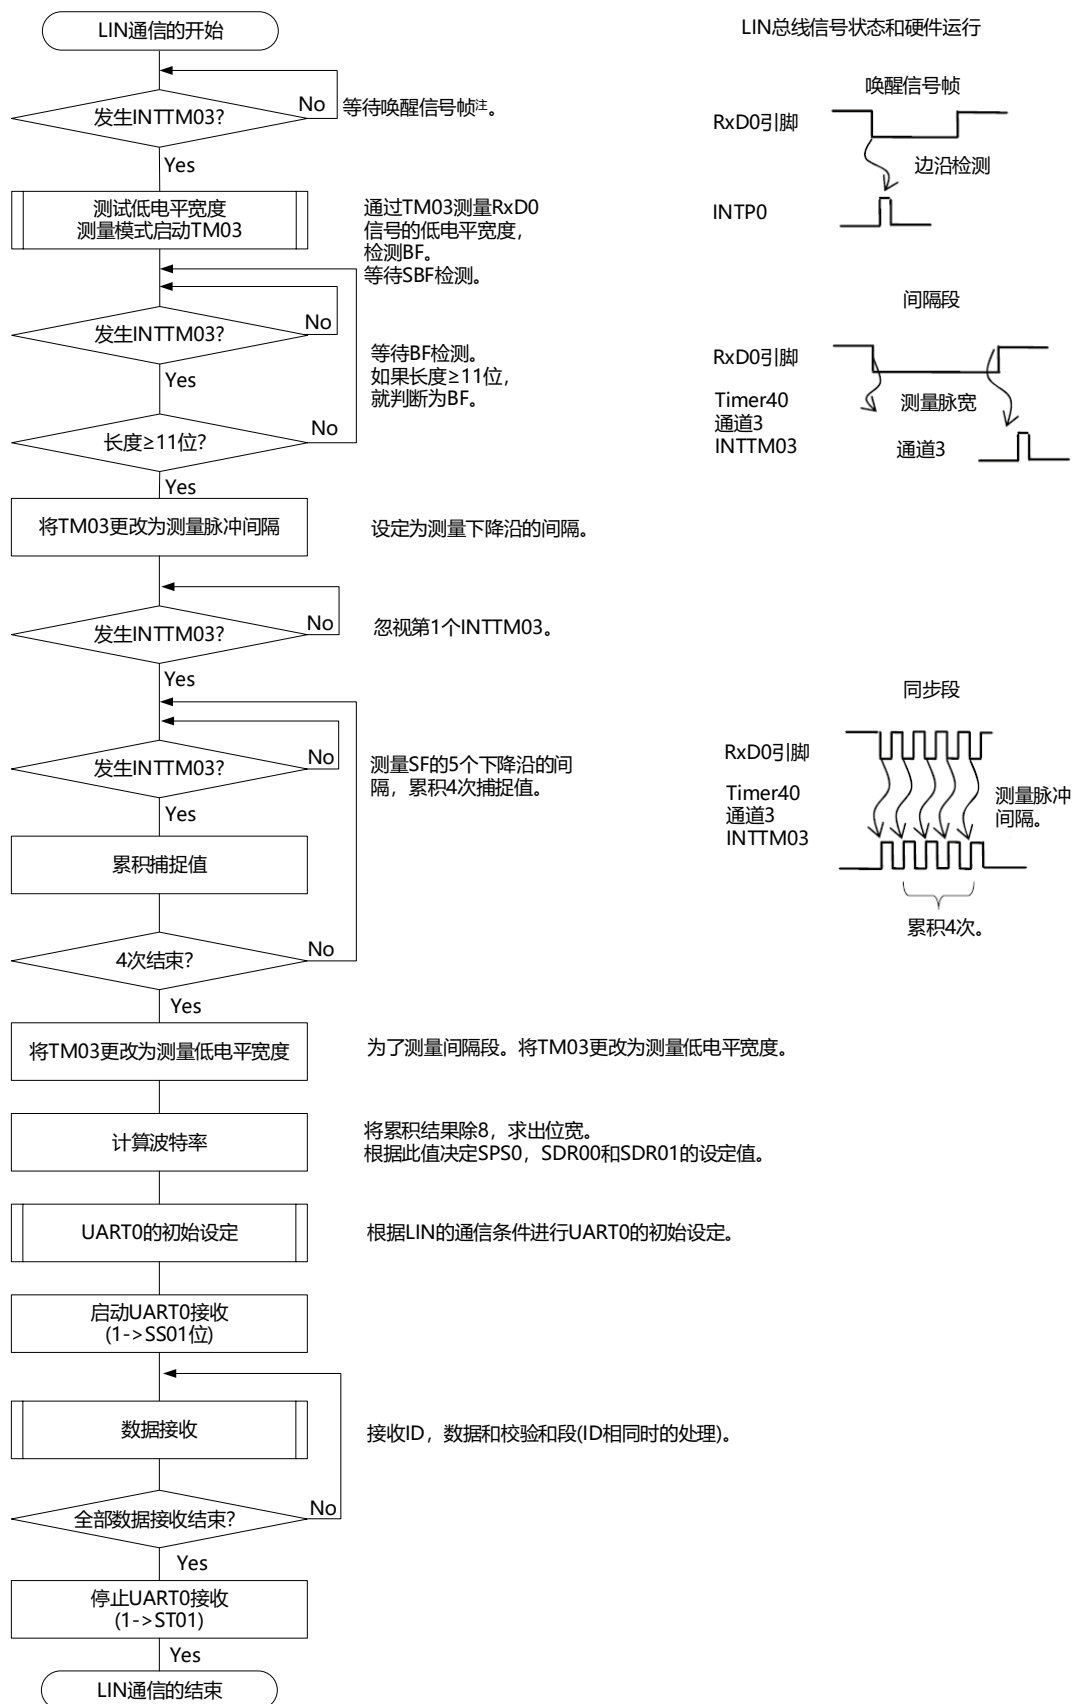 LIN通信的开始
LIN总线信号状态和硬件运行
发生INTTM03?
No
等待唤醒信号帧注。
Yes
唤醒信号帧
RxD0引脚
边沿检测
INTP0
测试低电平宽度
测量模式启动TM03
通过TM03测量RxD0
信号的低电平宽度，
检测BF。
等待SBF检测。
发生INTTM03?
No
Yes
等待BF检测。
如果长度≥11位，
就判断为BF。
长度≥11位?
No
Yes
间隔段
RxD0引脚
Timer40
通道3
INTTM03
测量脉宽
通道3
将TM03更改为测量脉冲间隔
设定为测量下降沿的间隔。
发生INTTM03?
No
忽视第1个INTTM03。
Yes
发生INTTM03?
No
测量SF的5个下降沿的间
隔，累积4次捕捉值。
Yes
累积捕捉值
4次结束?
No
Yes
同步段
RxD0引脚
Timer40
通道3
INTTM03
测量脉冲
间隔。
累积4次。
将TM03更改为测量低电平宽度
为了测量间隔段。将TM03更改为测量低电平宽度。
计算波特率
将累积结果除8，求出位宽。
根据此值决定SPS0，SDR00和SDR01的设定值。
UART0的初始设定
根据LIN的通信条件进行UART0的初始设定。
启动UART0接收
(1->SS01位)
数据接收
接收ID，数据和校验和段(ID相同时的处理)。
全部数据接收结束?
No
Yes
停止UART0接收
(1->ST01)
Yes
LIN通信的结束